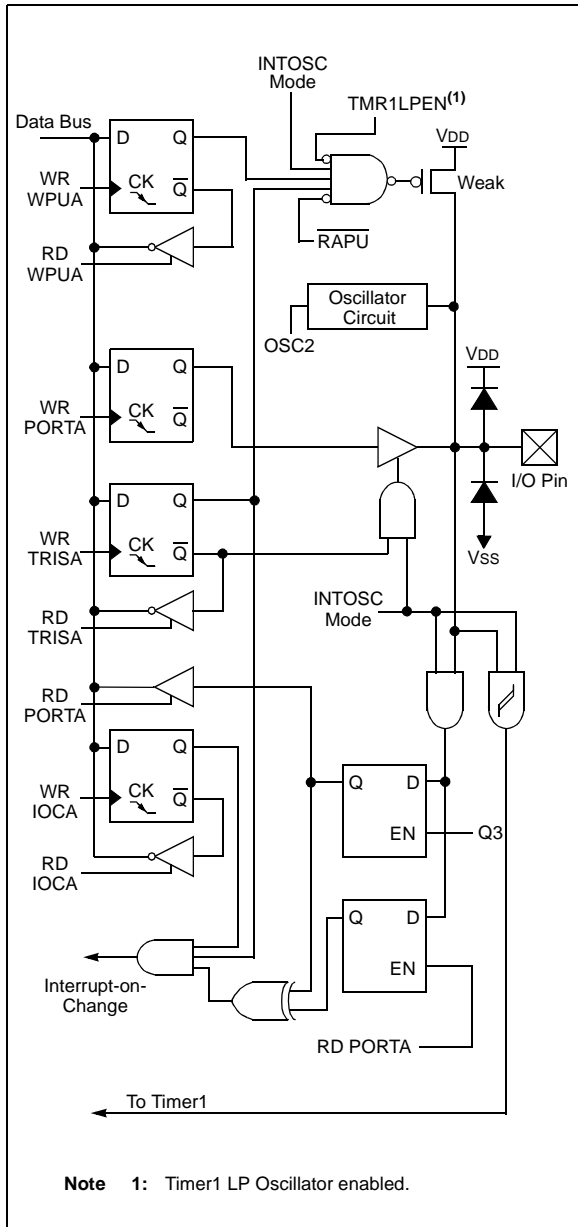 INTOSC
Mode
TMR1LPEN(1)
Data Bus
VDD
D Q
WR
WPUA
CK
Q
Weak
RAPU
RD
WPUA
Oscillator
Circuit
OSC2
VDD
D Q
WR
PORTA
CK
Q
I/O Pin
D Q
WR
TRISA
CK
Q
VSS
INTOSC
Mode
RD
TRISA
RD
PORTA
D Q
WR
IOCA
CK
Q
Q D
EN
Q3
RD
IOCA
Q D
EN
Interrupt-on-
Change
RD PORTA
To Timer1
Note 1: Timer1 LP Oscillator enabled.